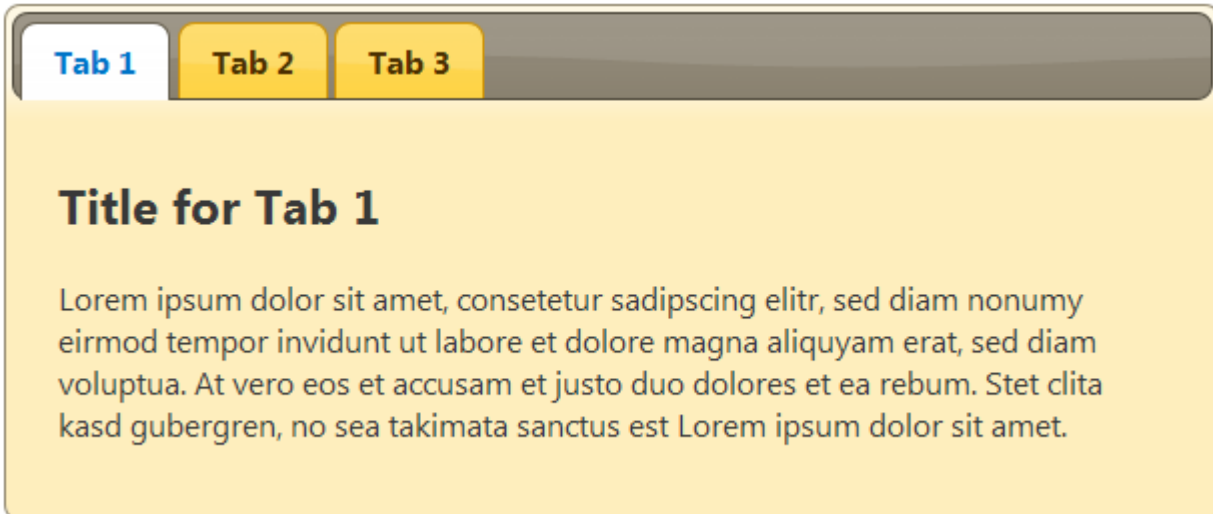 Tab 1 Tab 2 Tab 3
Title for Tab 1
Lorem ipsum dolor sit amet, consetetur sadipscing elitr, sed diam nonumy
eirmod tempor invidunt ut labore et dolore magna aliquyam erat, sed diam
voluptua. At vero eos et accusam et justo duo dolores et ea rebum. Stet clita
kasd gubergren, no sea takimata sanctus est Lorem ipsum dolor sit amet.